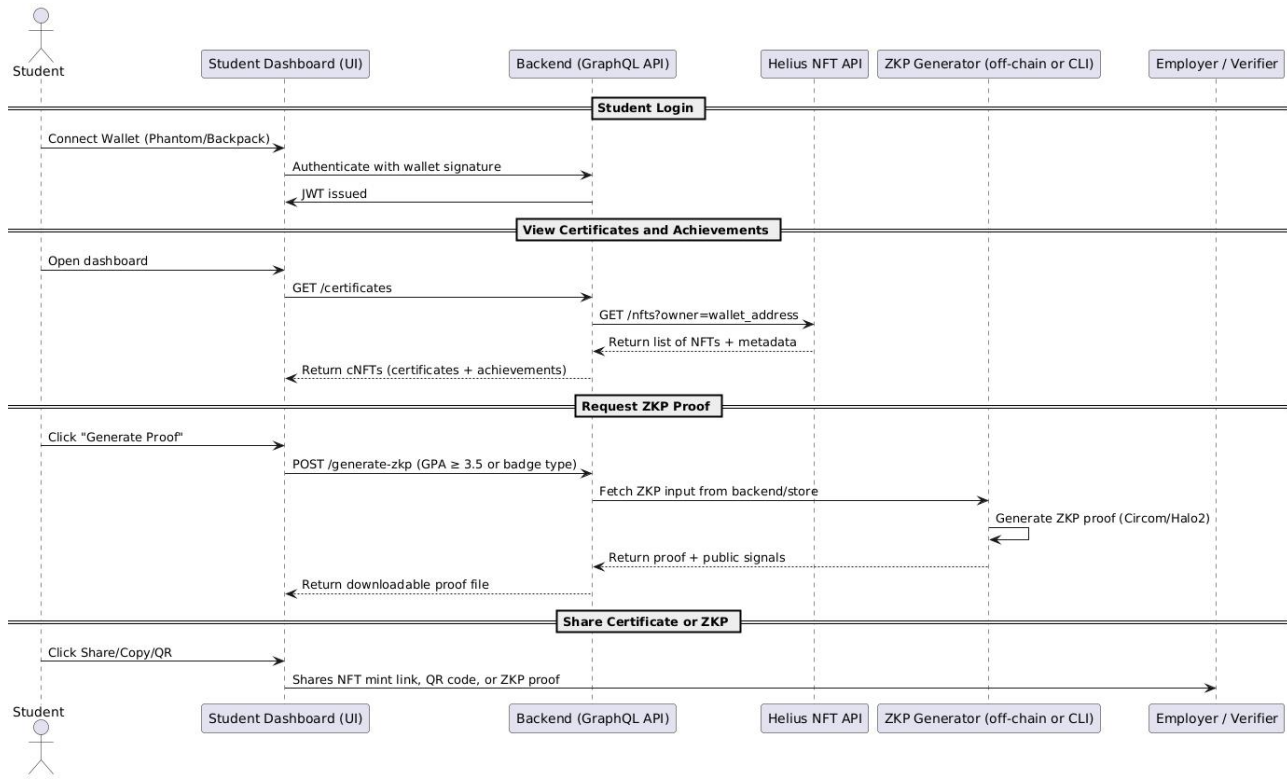 Student
Student Dashboard (UI)
Backend (GraphQL API)
Helius NFT API
ZKP Generator (off-chain or CLI)
Employer / Verifier
Student Login
Connect Wallet (Phantom/Backpack)
Authenticate with wallet signature
JWT issued
View Certificates and Achievements
Open dashboard
GET /certificates
GET /nfts?owner=wallet_address
Return list of NFTs + metadata
Return cNFTs (certificates + achievements)
Request ZKP Proof
Click "Generate Proof"
POST /generate-zkp (GPA ≥ 3.5 or badge type)
Fetch ZKP input from backend/store
Generate ZKP proof (Circom/Halo2)
Return proof + public signals
Return downloadable proof file
Share Certificate or ZKP
Click Share/Copy/QR
Shares NFT mint link, QR code, or ZKP proof
Student
Student Dashboard (UI)
Backend (GraphQL API)
Helius NFT API
ZKP Generator (off-chain or CLI)
Employer / Verifier